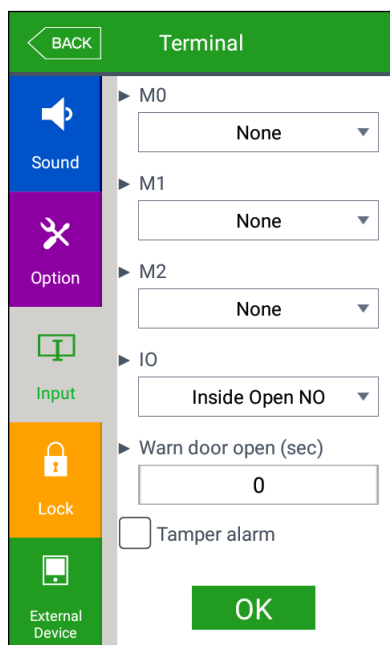 BACK
Terminal
Sound
Option
Input
Lock
External
Device
► M0
None
► M1
None
► M2
None
► IO
Inside Open NO
► Warn door open (sec)
0
Tamper alarm
OK